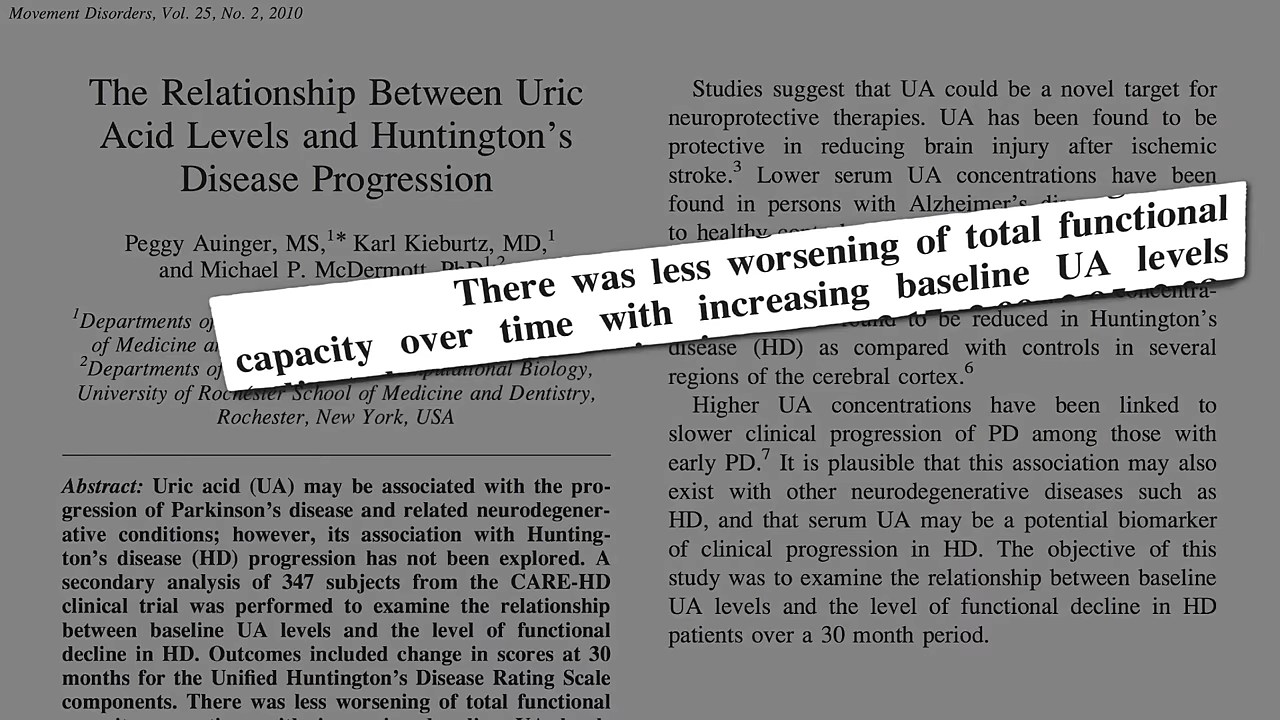 Movement Disorders, Vol. 25, No. 2, 2010
The Relationship Between Uric
Acid Levels and Huntington's
Disease Progression
Peggy Auinger, MS,1* Karl Kieburtz, MD,1
and Michael P. McDermott, PhD1,2
1Departments of
of Medicine
2Departments of Computational Biology,
University of Rochester School of Medicine and Dentistry,
Rochester, New York, USA
Abstract: Uric acid (UA) may be associated with the pro-
gression of Parkinson's disease and related neurodegener-
ative conditions; however, its association with Hunting-
ton's disease (HD) progression has not been explored. A
secondary analysis of 347 subjects from the CARE-HD
clinical trial was performed to examine the relationship
between baseline UA levels and the level of functional
decline in HD. Outcomes included change in scores at 30
months for the Unified Huntington's Disease Rating Scale
components. There was less worsening of total functional
There was less worsening of total functional
capacity over time with increasing baseline UA levels
Studies suggest that UA could be a novel target for
neuroprotective therapies. UA has been found to be
protective in reducing brain injury after ischemic
stroke.3 Lower serum UA concentrations have been
found in persons with Alzheimer's
to healthy
concentra-
found to be reduced in Huntington's
disease (HD) as compared with controls in several
regions of the cerebral cortex.6
Higher UA concentrations have been linked to
slower clinical progression of PD among those with
early PD.7 It is plausible that this association may also
exist with other neurodegenerative diseases such as
HD, and that serum UA may be a potential biomarker
of clinical progression in HD. The objective of this
study was to examine the relationship between baseline
UA levels and the level of functional decline in HD
patients over a 30 month period.